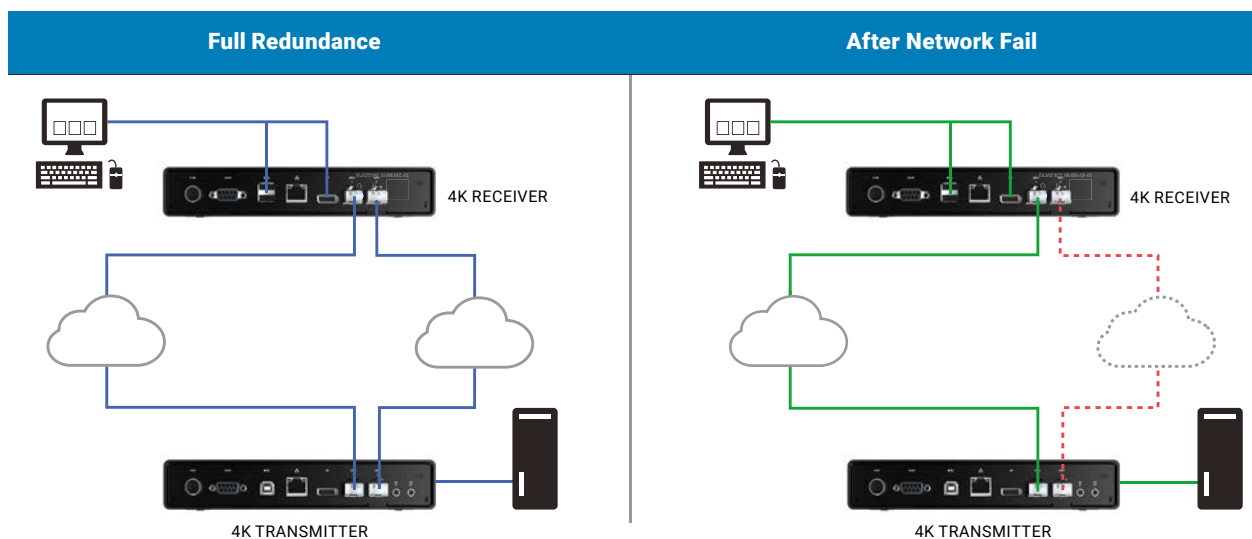 Full Redundance
After Network Fail
4K RECEIVER
4K RECEIVER
4K TRANSMITTER
4K TRANSMITTER